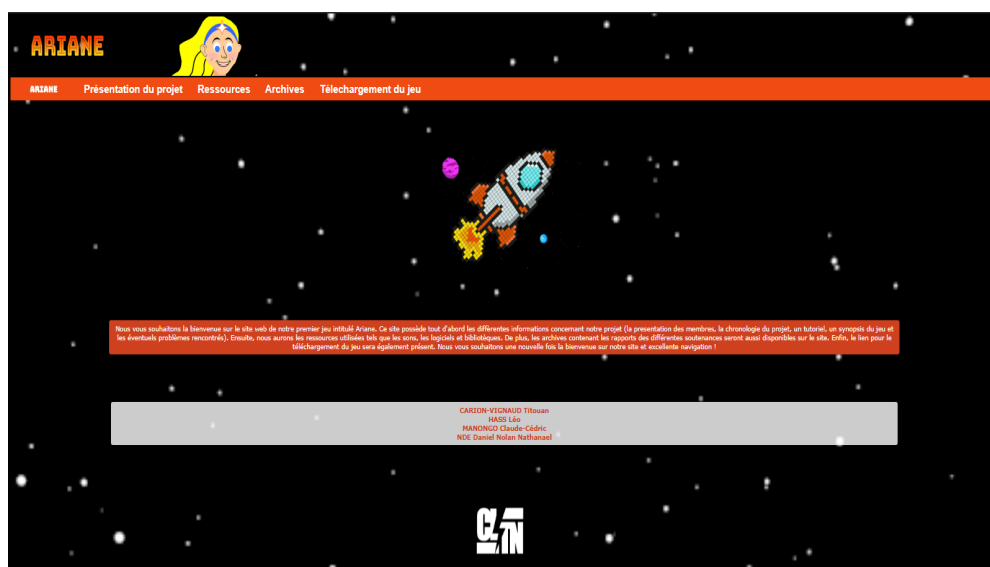 ARIANE
ARIANE Présentation du projet Ressources Archives Télechargement du jeu
Nous vous souhaitons la bienvenue sur le site web de notre premier jeu intitulé Ariane. Ce site possède tout d'abord les différentes informations concernant notre projet (la presentation des membres, la chronologie du projet, un tutoriel, un synopsis du jeu et
les éventuels problèmes rencontrés). Ensuite, nous aurons les ressources utilisées tels que les sons, les logiciels et bibliotèques. De plus, les archives contenant les rapports des différentes soutenances seront aussi disponibles sur le site. Enfin, le lien pour le
téléchargement du jeu sera également présent. Nous vous souhaitons une nouvelle fois la bienvenue sur notre site et excellente navigation !
CARION-VIGNAUD Titouan
HASS Léo
MANONGO Claude-Cédric
NDE Daniel Nolan Nathanael